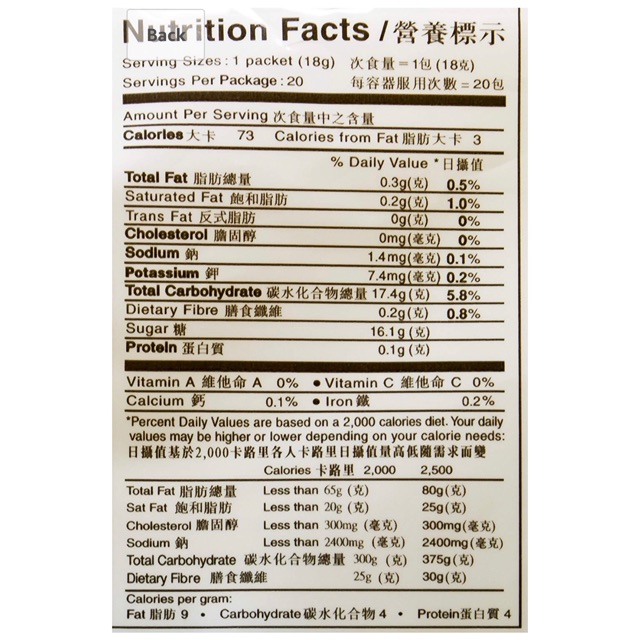 Nutrition Facts / 營養標示
Back
Serving Sizes : 1 packet (18g) 次食量 = 1包 (18克)
Servings Per Package : 20 每容器服用次數 = 20包
Amount Per Serving 次食量中之含量
Calories 大卡 73 Calories from Fat 脂肪大卡 3
% Daily Value * 日攝值
Total Fat 脂肪總量 0.3g(克) 0.5%
Saturated Fat 飽和脂肪 0.2g(克) 1.0%
Trans Fat 反式脂肪 0g(克) 0%
Cholesterol 膽固醇 0mg(毫克) 0%
Sodium 鈉 1.4mg(毫克) 0.1%
Potassium 鉀 7.4mg(毫克) 0.2%
Total Carbohydrate 碳水化合物總量 17.4g(克) 5.8%
Dietary Fibre 膳食纖維 0.2g(克) 0.8%
Sugar 糖 16.1g(克)
Protein 蛋白質 0.1g(克)
Vitamin A 維他命 A 0% • Vitamin C 維他命 C 0%
Calcium 鈣 0.1% • Iron 鐵 0.2%
*Percent Daily Values are based on a 2,000 calories diet. Your daily
values may be higher or lower depending on your calorie needs:
日攝值基於2,000卡路里各人卡路里日攝值量高低隨需求而變
Calories 卡路里 2,000 2,500
Total Fat 脂肪總量 Less than 65g (克) 80g(克)
Sat Fat 飽和脂肪 Less than 20g (克) 25g(克)
Cholesterol 膽固醇 Less than 300mg (毫克) 300mg(毫克)
Sodium 鈉 Less than 2400mg (毫克) 2400mg(毫克)
Total Carbohydrate 碳水化合物總量 300g (克) 375g(克)
Dietary Fibre 膳食纖維 25g (克) 30g(克)
Calories per gram:
Fat 脂肪 9 • Carbohydrate 碳水化合物 4 • Protein蛋白質 4